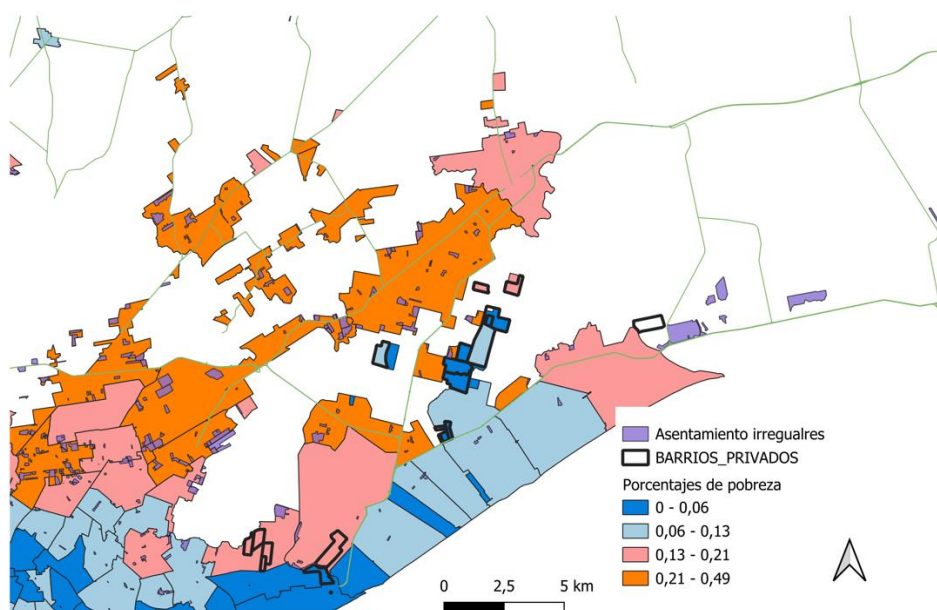 Asentamiento irregualres
BARRIOS_PRIVADOS
Porcentajes de pobreza
0 - 0,06
0,06 - 0,13
0,13 - 0,21
0,21 - 0,49
0 2,5 5 km